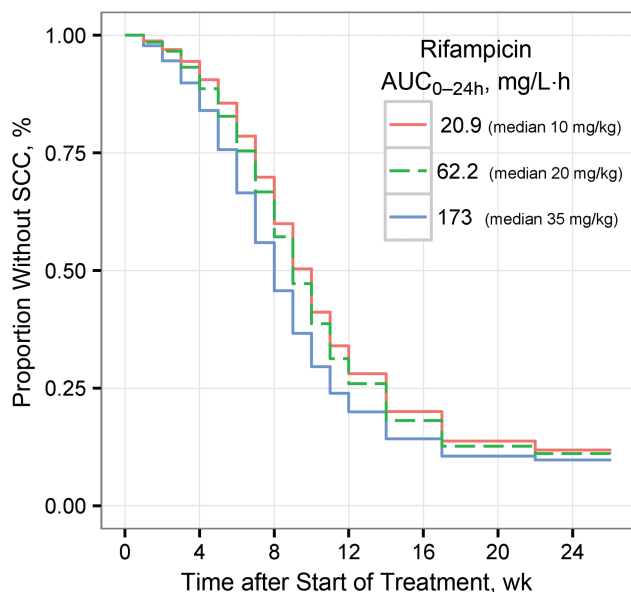 Rifampicin
AUC0–24h, mg/L·h
20.9 (median 10 mg/kg)
62.2 (median 20 mg/kg)
173 (median 35 mg/kg)
Proportion Without SCC, %
1.00
0.75
0.50
0.25
0.00
0 4 8 12 16 20 24
Time after Start of Treatment, wk